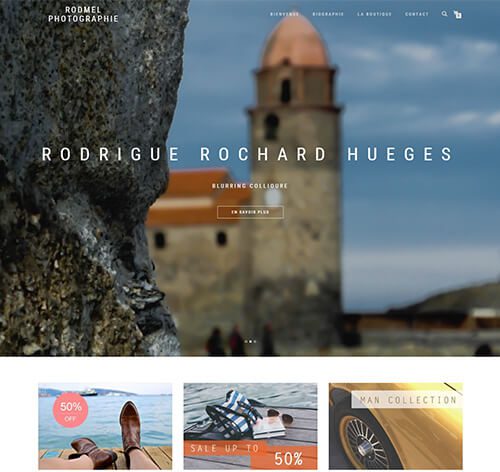 RODMEL
PHOTOGRAPHIE
BIENVENUE BIOGRAPHIE LA BOUTIQUE CONTACT
RODRIGUE ROCHARD HUEGES
BLURRING COLLIOURE
EN SAVOIR PLUS
50%
OFF
SALE UP TO
50%
MAN COLLECTION